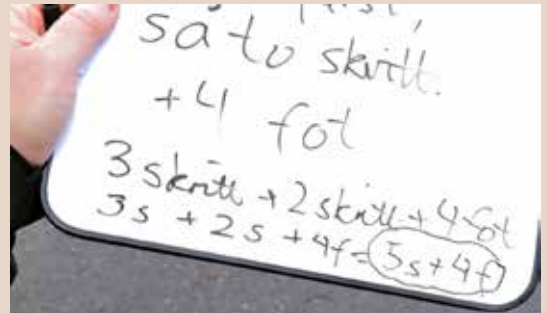 så to skritt.
+4 fot
3 skritt + 2 skritt + 4 fot
3s + 2s + 4f = 5s+4f